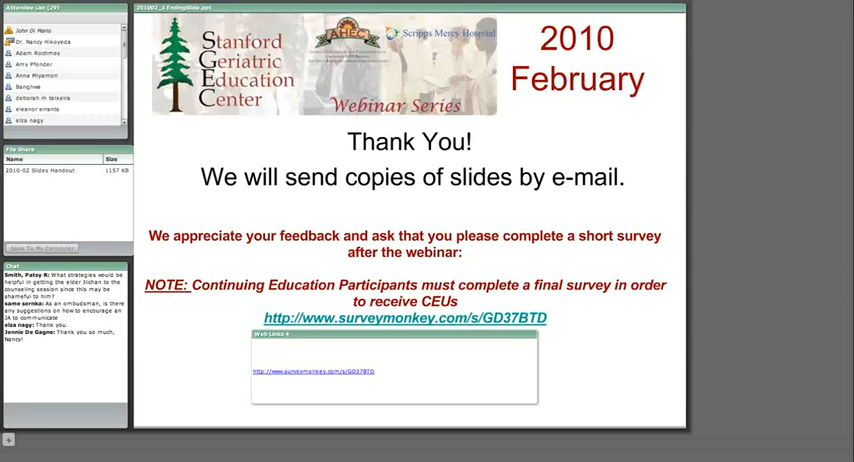 Attendee List (29)
John Di Mario
Dr. Nancy Hikoyeda
Adam Rochmes
Amy Pfender
Anna Miyamori
Banghwa
deborah m teixeira
eleanor errante
elza nagy
File Share
Name Size
2010-02 Slides Handout 1157 KB
Save To My Computer
Chat
Smith, Patsy R: What strategies would be
helpful in getting the elder Jiichan to the
counseling session since this may be
shameful to him?
same sernka: As an ombudsman, is there
any suggestions on how to encourage an
JA to communicate
elza nagy: Thank you.
Jennie De Gagne: Thank you so much,
Nancy!
201002_3 EndingSlide.ppt
Stanford
Geriatric
Education
Center
AHEC
Scripps Mercy Hospital
Webinar Series
2010
February
Thank You!
We will send copies of slides by e-mail.
We appreciate your feedback and ask that you please complete a short survey
after the webinar:
NOTE: Continuing Education Participants must complete a final survey in order
to receive CEUs
http://www.surveymonkey.com/s/GD37BTD
Web Links 4
http://www.surveymonkey.com/s/GD37BTD